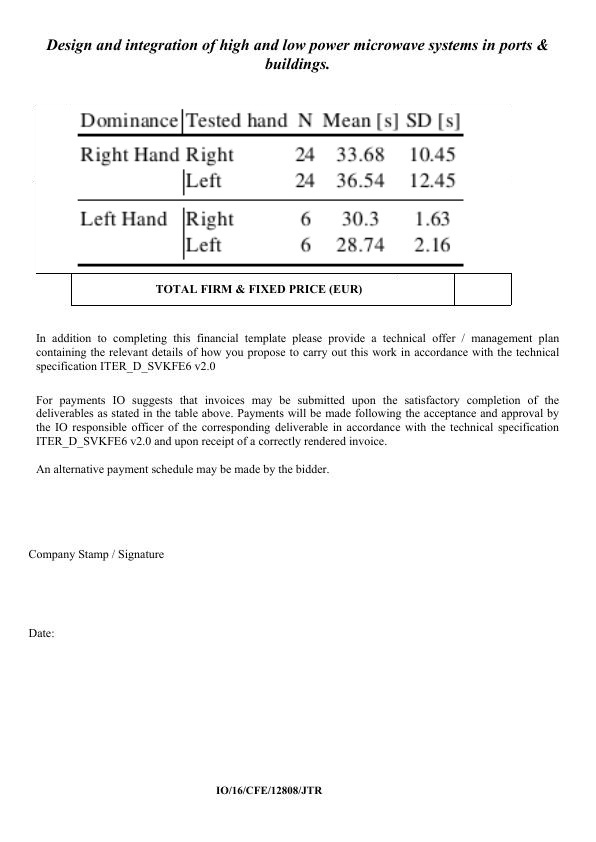 Design and integration of high and low power microwave systems in ports &
buildings.
Dominance Tested hand N Mean [s] SD [s]
Right Hand Right 24 33.68 10.45
Left 24 36.54 12.45
Left Hand Right 6 30.3 1.63
Left 6 28.74 2.16
TOTAL FIRM & FIXED PRICE (EUR)
In addition to completing this financial template please provide a technical offer / management plan
containing the relevant details of how you propose to carry out this work in accordance with the technical
specification ITER_D_SVKFE6 v2.0
For payments IO suggests that invoices may be submitted upon the satisfactory completion of the
deliverables as stated in the table above. Payments will be made following the acceptance and approval by
the IO responsible officer of the corresponding deliverable in accordance with the technical specification
ITER_D_SVKFE6 v2.0 and upon receipt of a correctly rendered invoice.
An alternative payment schedule may be made by the bidder.
Company Stamp / Signature
Date:
IO/16/CFE/12808/JTR